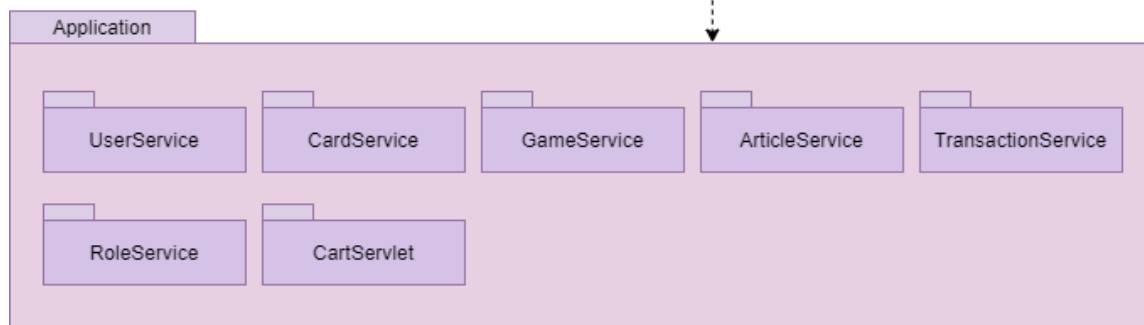 Application
UserService
CardService
GameService
ArticleService
TransactionService
RoleService
CartServlet